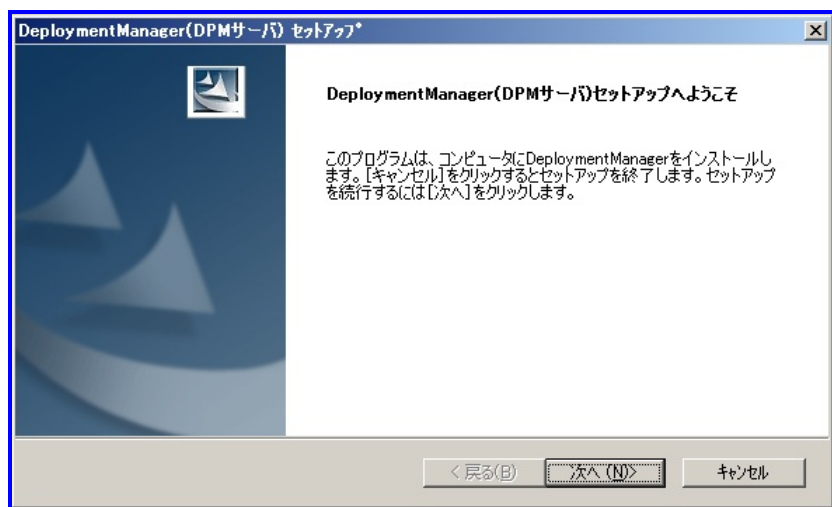 DeploymentManager(DPMサーバ) セットアップ
DeploymentManager(DPMサーバ)セットアップへようこそ
このプログラムは、コンピュータにDeploymentManagerをインストールし
ます。[キャンセル]をクリックするとセットアップを終了します。セットアップ
を続行するには[次へ]をクリックします。
< 戻る(B)
次へ (N)>
キャンセル